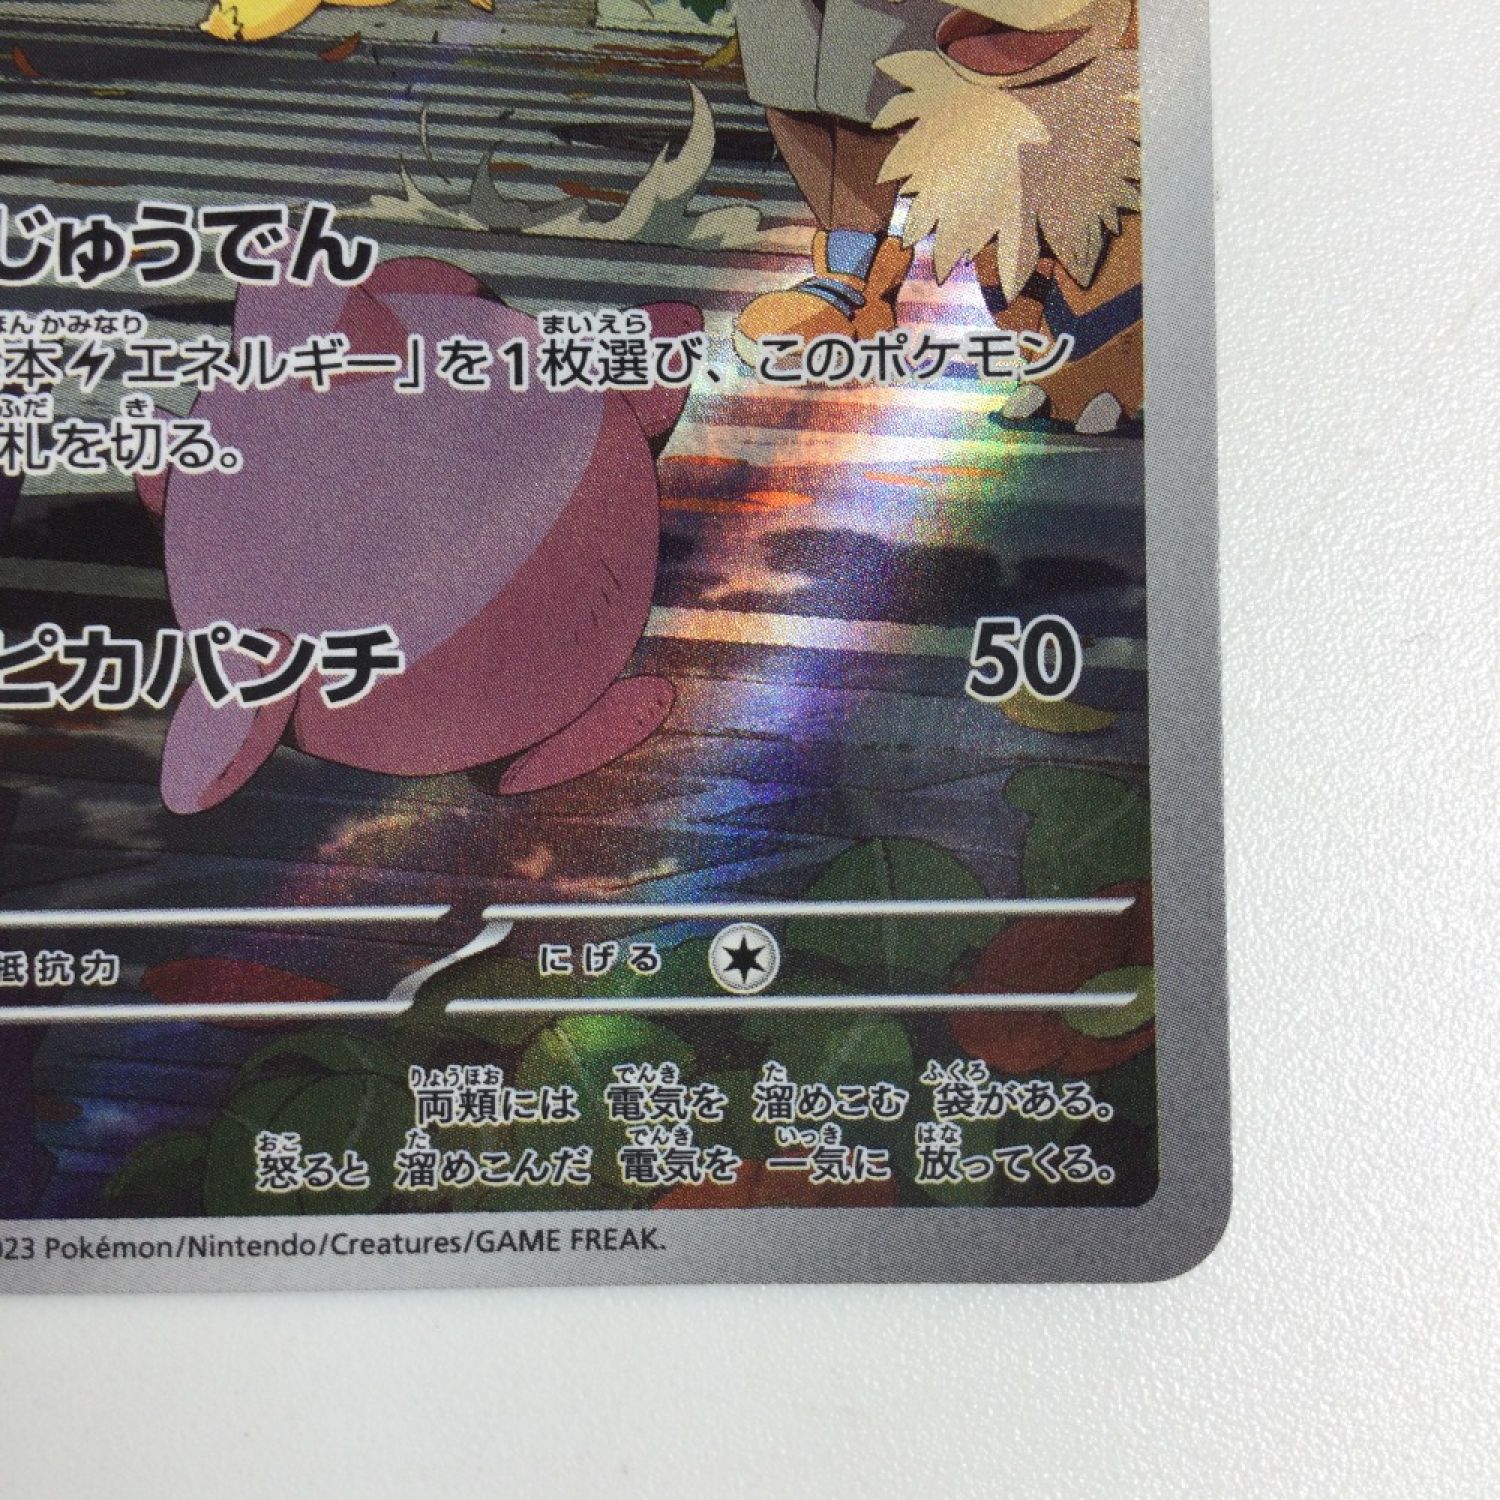 じゅうでん
ほんかみなり まいえら
本エネルギー」を1枚選び、このポケモン
ふだ き
札を切る。
ピカパンチ 50
抵抗力 にげる
りょうほお でんき た ふくろ
両頬には 電気を 溜めこむ 袋がある。
おこ た でんき いっき はな
怒ると 溜めこんだ 電気を 一気に 放ってくる。
023 Pokémon/Nintendo/Creatures/GAME FREAK.